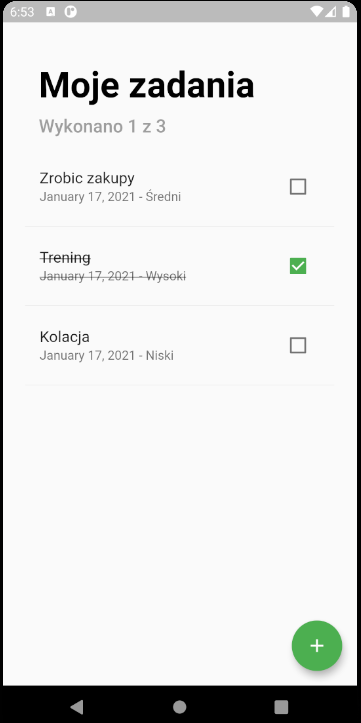 6:53
Moje zadania
Wykonano 1 z 3
Zrobic zakupy
January 17, 2021 - Średni
Trening
January 17, 2021 - Wysoki
Kolacja
January 17, 2021 - Niski